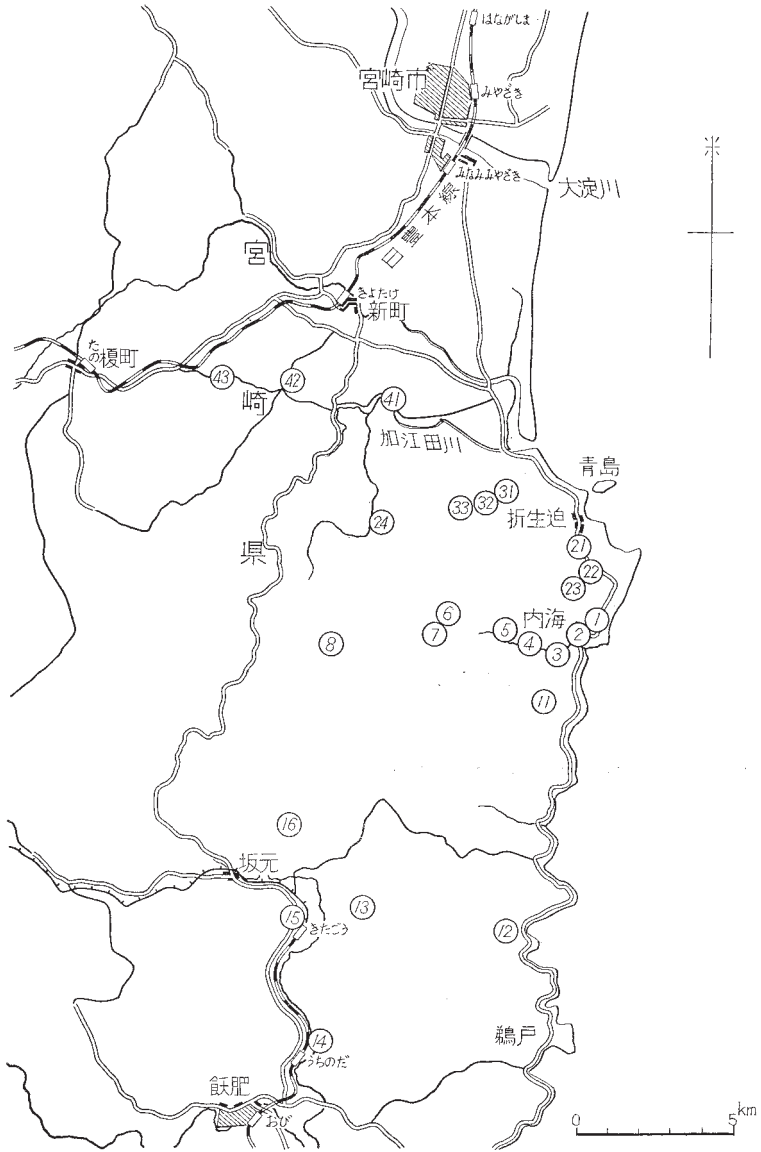 はながしま
宮崎市
みやざき
みなみみやざき
大淀川
日豊本線
宮
きよたけ
新町
たの
榎町
43
42
崎
41
加江田川
青島
31
32
33
折生迫
24
21
県
22
23
6
内海
1
7
5
2
8
4
3
11
16
坂元
13
15
きたごう
12
14
鵜戸
うちのだ
飫肥
おび
0
5
km